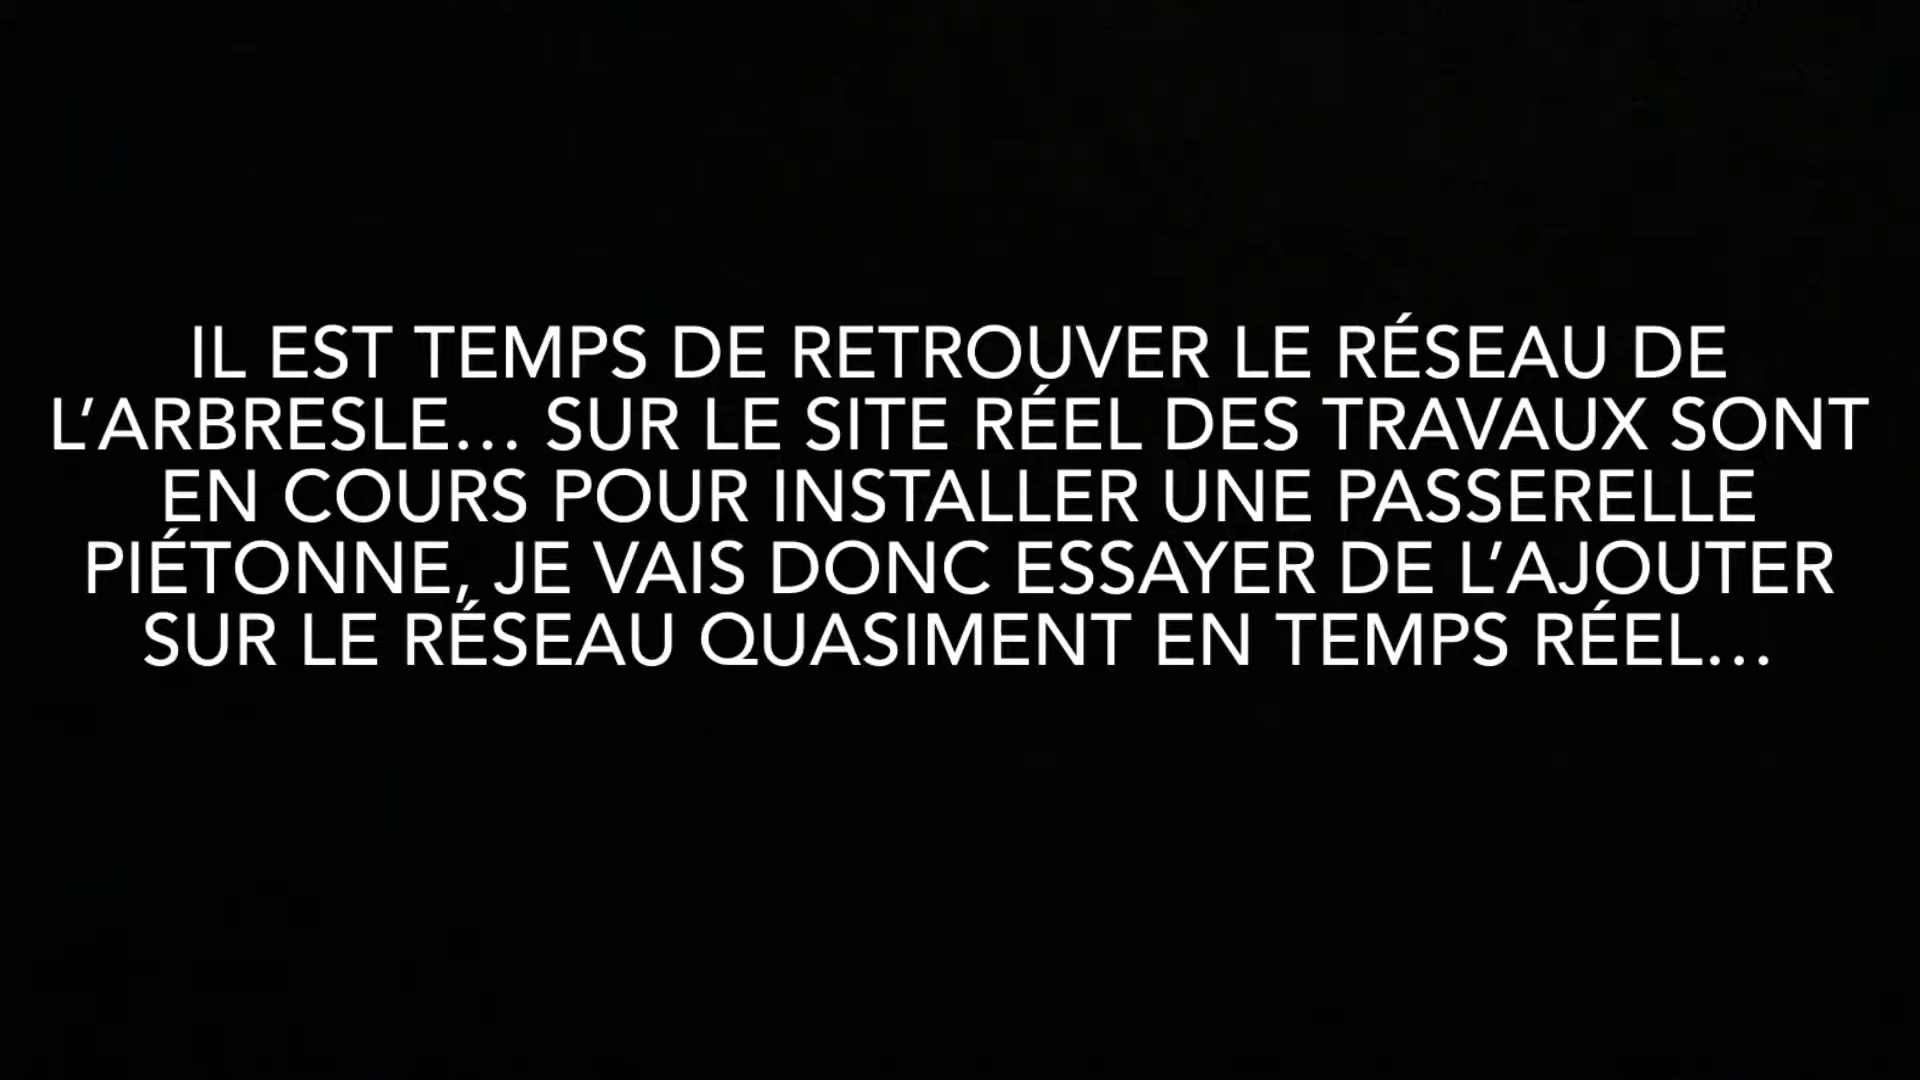 IL EST TEMPS DE RETROUVER LE RÉSEAU DE
L’ARBRESLE… SUR LE SITE RÉEL DES TRAVAUX SONT
EN COURS POUR INSTALLER UNE PASSERELLE
PIÉTONNE, JE VAIS DONC ESSAYER DE L’AJOUTER
SUR LE RÉSEAU QUASIMENT EN TEMPS RÉEL…